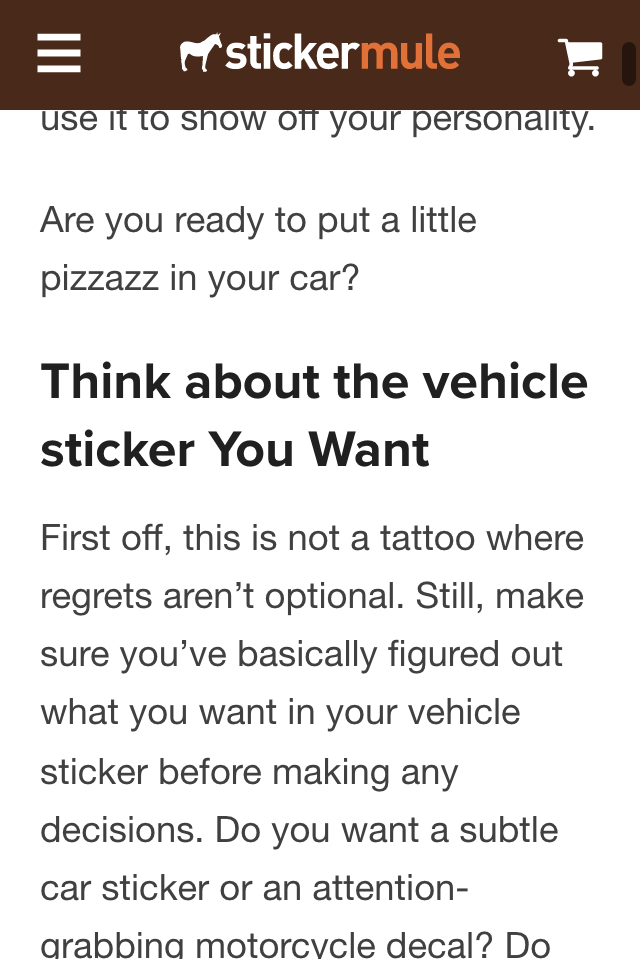 stickermule
use it to show off your personality.
Are you ready to put a little
pizzazz in your car?
Think about the vehicle
sticker You Want
First off, this is not a tattoo where
regrets aren’t optional. Still, make
sure you’ve basically figured out
what you want in your vehicle
sticker before making any
decisions. Do you want a subtle
car sticker or an attention-
grabbing motorcycle decal? Do